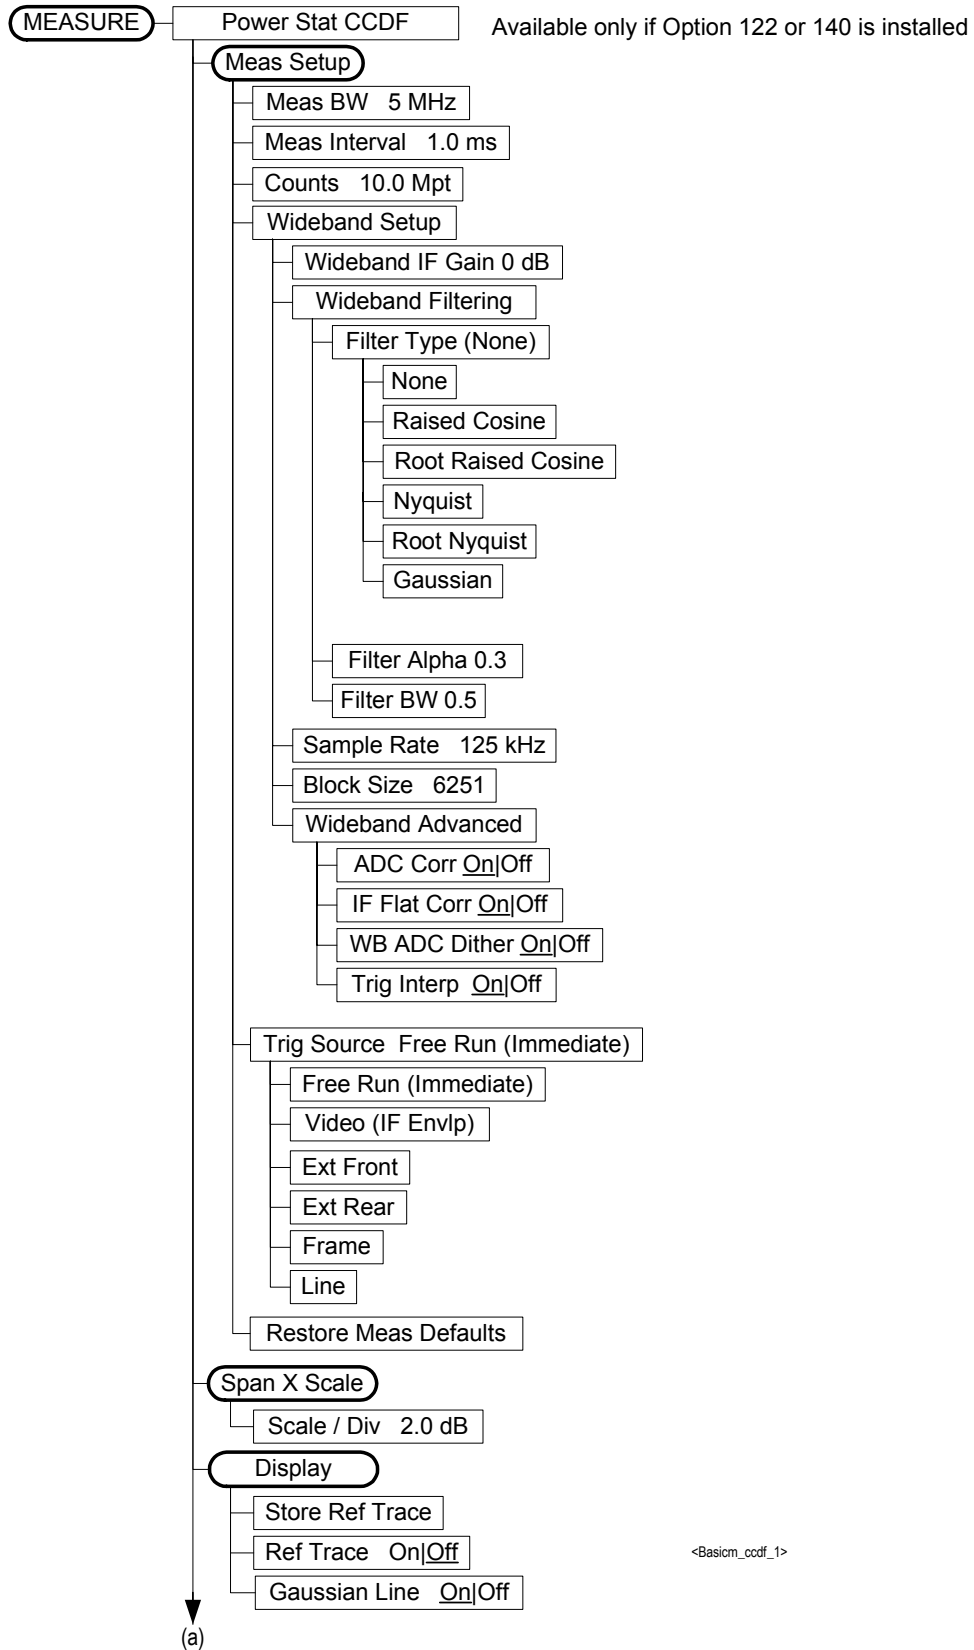 MEASURE Power Stat CCDF Available only if Option 122 or 140 is installed
Meas Setup
Meas BW 5 MHz
Meas Interval 1.0 ms
Counts 10.0 Mpt
Wideband Setup
Wideband IF Gain 0 dB
Wideband Filtering
Filter Type (None)
None
Raised Cosine
Root Raised Cosine
Nyquist
Root Nyquist
Gaussian
Filter Alpha 0.3
Filter BW 0.5
Sample Rate 125 kHz
Block Size 6251
Wideband Advanced
ADC Corr On|Off
IF Flat Corr On|Off
WB ADC Dither On|Off
Trig Interp On|Off
Trig Source Free Run (Immediate)
Free Run (Immediate)
Video (IF Envlp)
Ext Front
Ext Rear
Frame
Line
Restore Meas Defaults
Span X Scale
Scale / Div 2.0 dB
Display
Store Ref Trace
Ref Trace On|Off
<Basicm_ccdf_1>
Gaussian Line On|Off
(a)